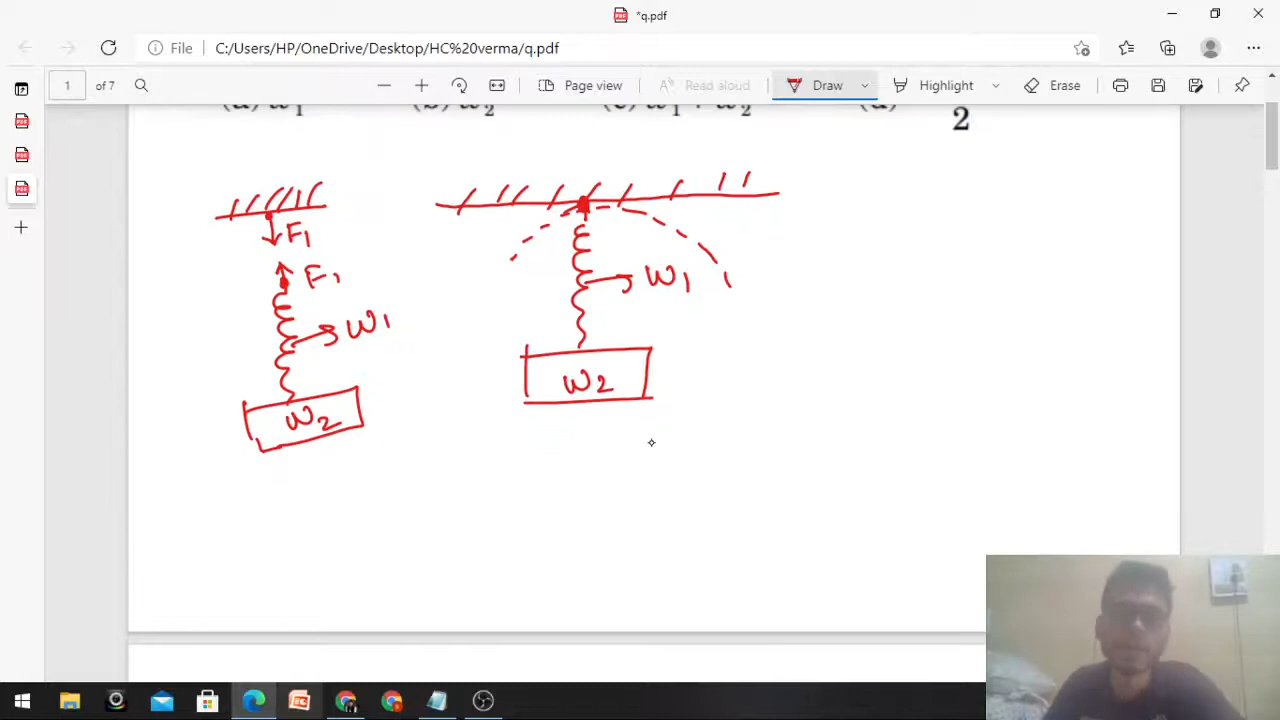 *q.pdf
File C:/Users/HP/OneDrive/Desktop/HC%20verma/q.pdf
1 of 7 Page view Read aloud Draw Highlight Erase
2
F1
F1
W1
W2
W1
W2